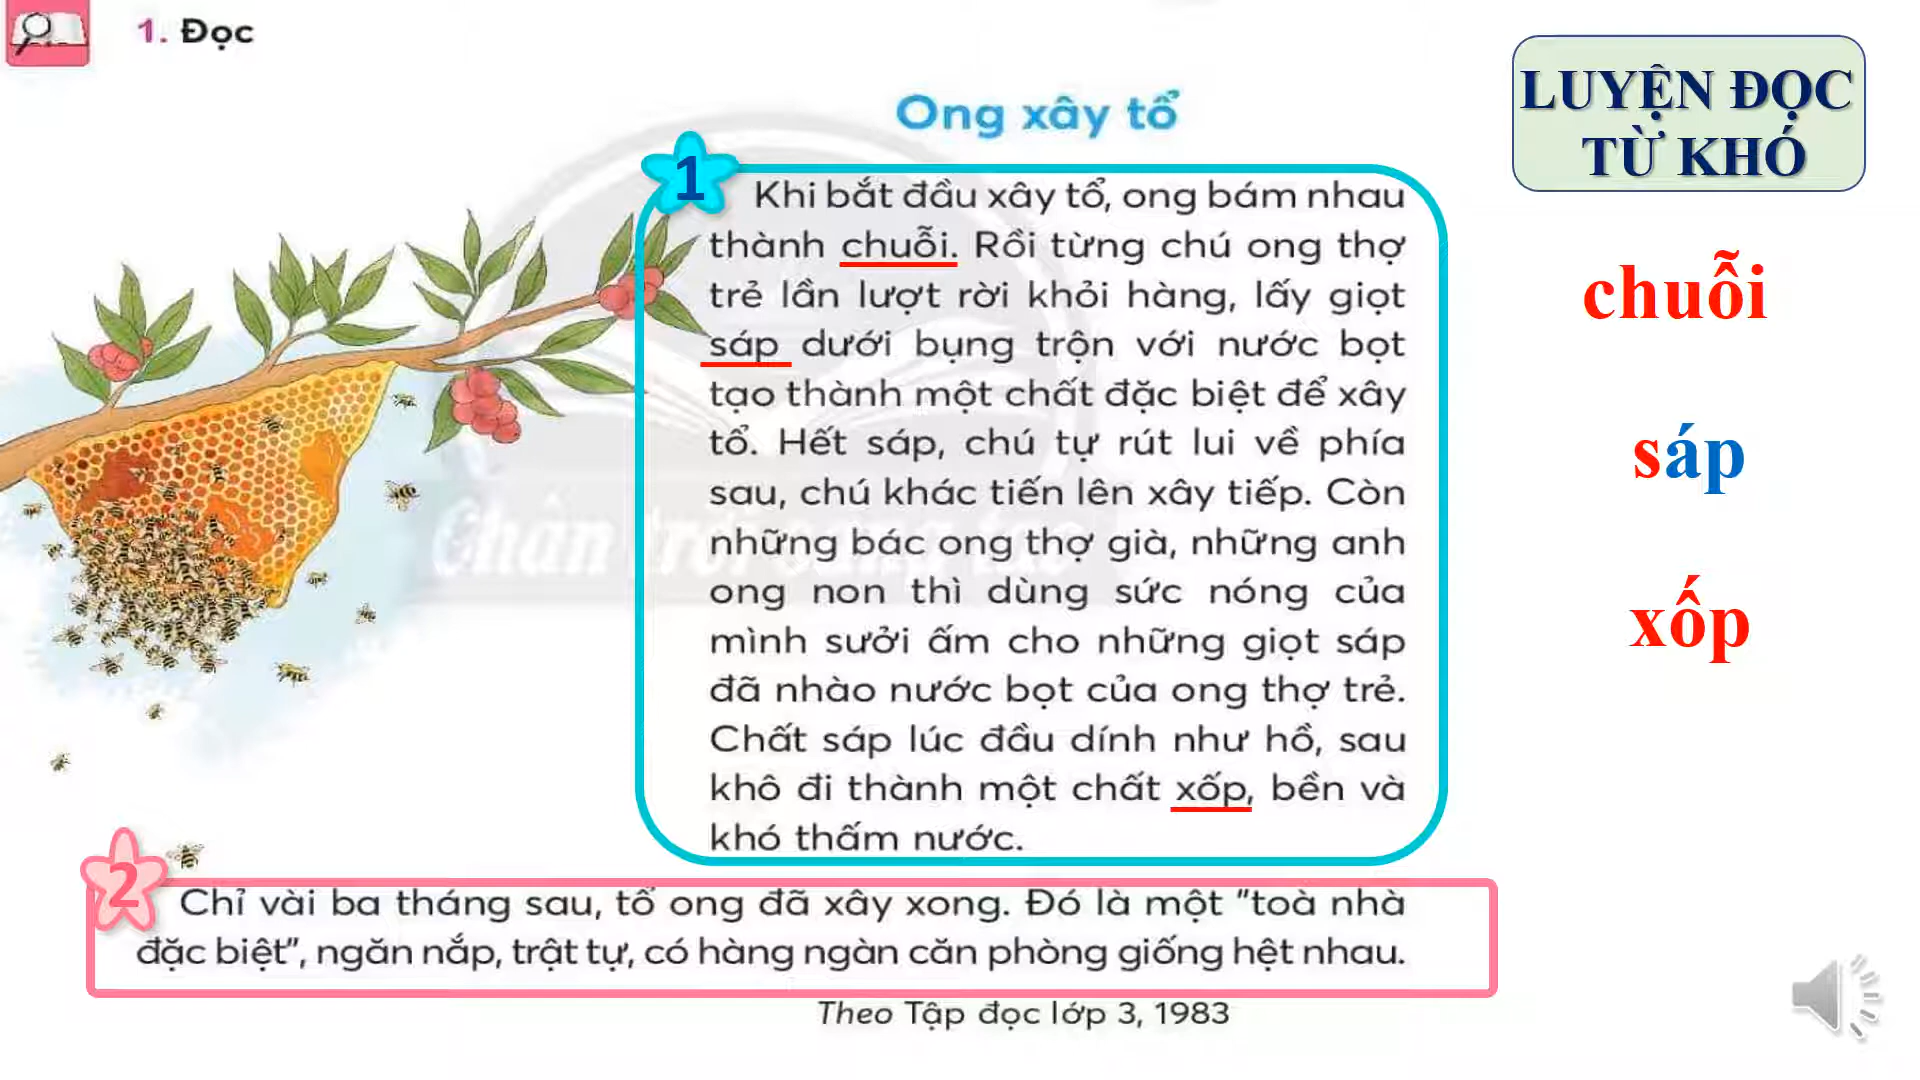 1. Đọc
Ong xây tổ
1
Khi bắt đầu xây tổ, ong bám nhau
thành chuỗi. Rồi từng chú ong thợ
trẻ lần lượt rời khỏi hàng, lấy giọt
sáp dưới bụng trộn với nước bọt
tạo thành một chất đặc biệt để xây
tổ. Hết sáp, chú tự rút lui về phía
sau, chú khác tiến lên xây tiếp. Còn
những bác ong thợ già, những anh
ong non thì dùng sức nóng của
mình sưởi ấm cho những giọt sáp
đã nhào nước bọt của ong thợ trẻ.
Chất sáp lúc đầu dính như hồ, sau
khô đi thành một chất xốp, bền và
khó thấm nước.
2
Chỉ vài ba tháng sau, tổ ong đã xây xong. Đó là một "toà nhà
đặc biệt", ngăn nắp, trật tự, có hàng ngàn căn phòng giống hệt nhau.
Theo Tập đọc lớp 3, 1983
LUYỆN ĐỌC
TỪ KHÓ
chuỗi
sáp
xốp
Chân trời sáng tạo